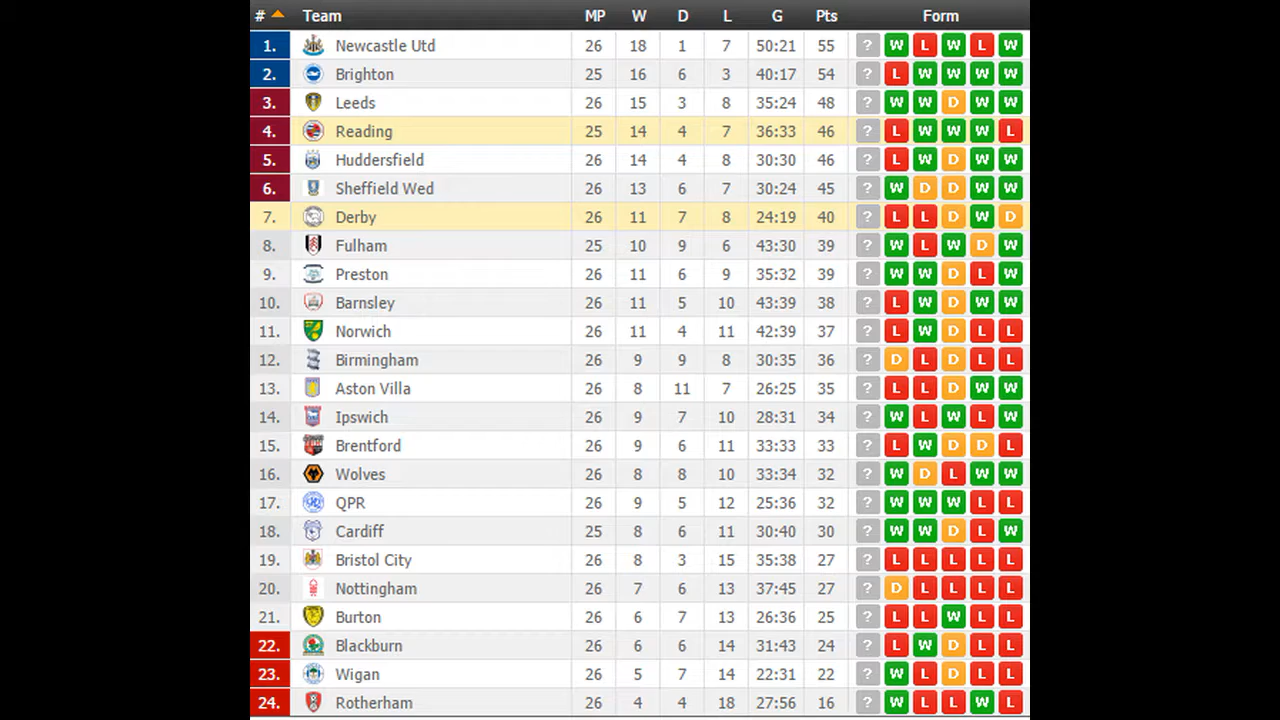 # Team MP W D L G Pts Form
1. Newcastle Utd 26 18 1 7 50:21 55 ? W L W L W
2. Brighton 25 16 6 3 40:17 54 ? L W W W W
3. Leeds 26 15 3 8 35:24 48 ? W W D W W
4. Reading 25 14 4 7 36:33 46 ? L W W W L
5. Huddersfield 26 14 4 8 30:30 46 ? L W D W W
6. Sheffield Wed 26 13 6 7 30:24 45 ? W D D W W
7. Derby 26 11 7 8 24:19 40 ? L L D W D
8. Fulham 25 10 9 6 43:30 39 ? W L W D W
9. Preston 26 11 6 9 35:32 39 ? W W D L W
10. Barnsley 26 11 5 10 43:39 38 ? L W D W W
11. Norwich 26 11 4 11 42:39 37 ? L W D L L
12. Birmingham 26 9 9 8 30:35 36 ? D L D L L
13. Aston Villa 26 8 11 7 26:25 35 ? L L D W W
14. Ipswich 26 9 7 10 28:31 34 ? W L W L W
15. Brentford 26 9 6 11 33:33 33 ? L W D D L
16. Wolves 26 8 8 10 33:34 32 ? W D L W W
17. QPR 26 9 5 12 25:36 32 ? W W W L L
18. Cardiff 25 8 6 11 30:40 30 ? W W D L W
19. Bristol City 26 8 3 15 35:38 27 ? L L L L L
20. Nottingham 26 7 6 13 37:45 27 ? D L L L L
21. Burton 26 6 7 13 26:36 25 ? L L W L L
22. Blackburn 26 6 6 14 31:43 24 ? L W D L L
23. Wigan 26 5 7 14 22:31 22 ? W L D L L
24. Rotherham 26 4 4 18 27:56 16 ? W L L W L